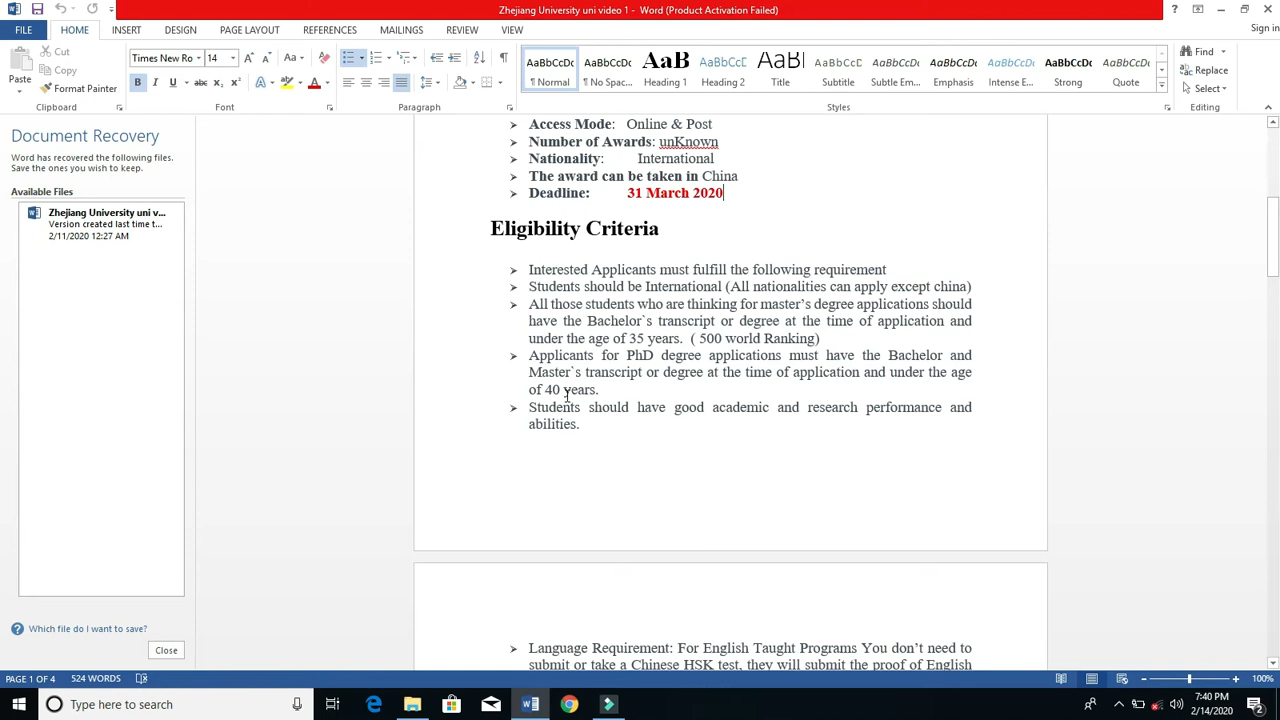 Zhejiang University uni video 1 - Word (Product Activation Failed)
FILE HOME INSERT DESIGN PAGE LAYOUT REFERENCES MAILINGS REVIEW VIEW Sign in
Paste
Cut
Copy
Format Painter
Clipboard
Times New Ro 14
Font
Paragraph
AaBbCcDc AaBbCcDc AaB AaBbCcD AaBl AaBbCcD AaBbCcD AaBbCcD AaBbCcD AaBbCcDc AaBbCcD
¶ Normal ¶ No Spac... Heading 1 Heading 2 Title Subtitle Subtle Em... Emphasis Intense E... Strong Quote
Styles
Find
Replace
Select
Editing
Document Recovery
Word has recovered the following files.
Save the ones you wish to keep.
Available Files
Zhejiang University uni v...
Version created last time t...
2/11/2020 12:27 AM
Which file do I want to save?
Close
Access Mode: Online & Post
Number of Awards: unKnown
Nationality: International
The award can be taken in China
Deadline: 31 March 2020
Eligibility Criteria
Interested Applicants must fulfill the following requirement
Students should be International (All nationalities can apply except china)
All those students who are thinking for master’s degree applications should
have the Bachelor`s transcript or degree at the time of application and
under the age of 35 years. ( 500 world Ranking)
Applicants for PhD degree applications must have the Bachelor and
Master`s transcript or degree at the time of application and under the age
of 40 years.
Students should have good academic and research performance and
abilities.
Language Requirement: For English Taught Programs You don’t need to
submit or take a Chinese HSK test, they will submit the proof of English
PAGE 1 OF 4 524 WORDS 100%
Type here to search
7:40 PM
2/14/2020